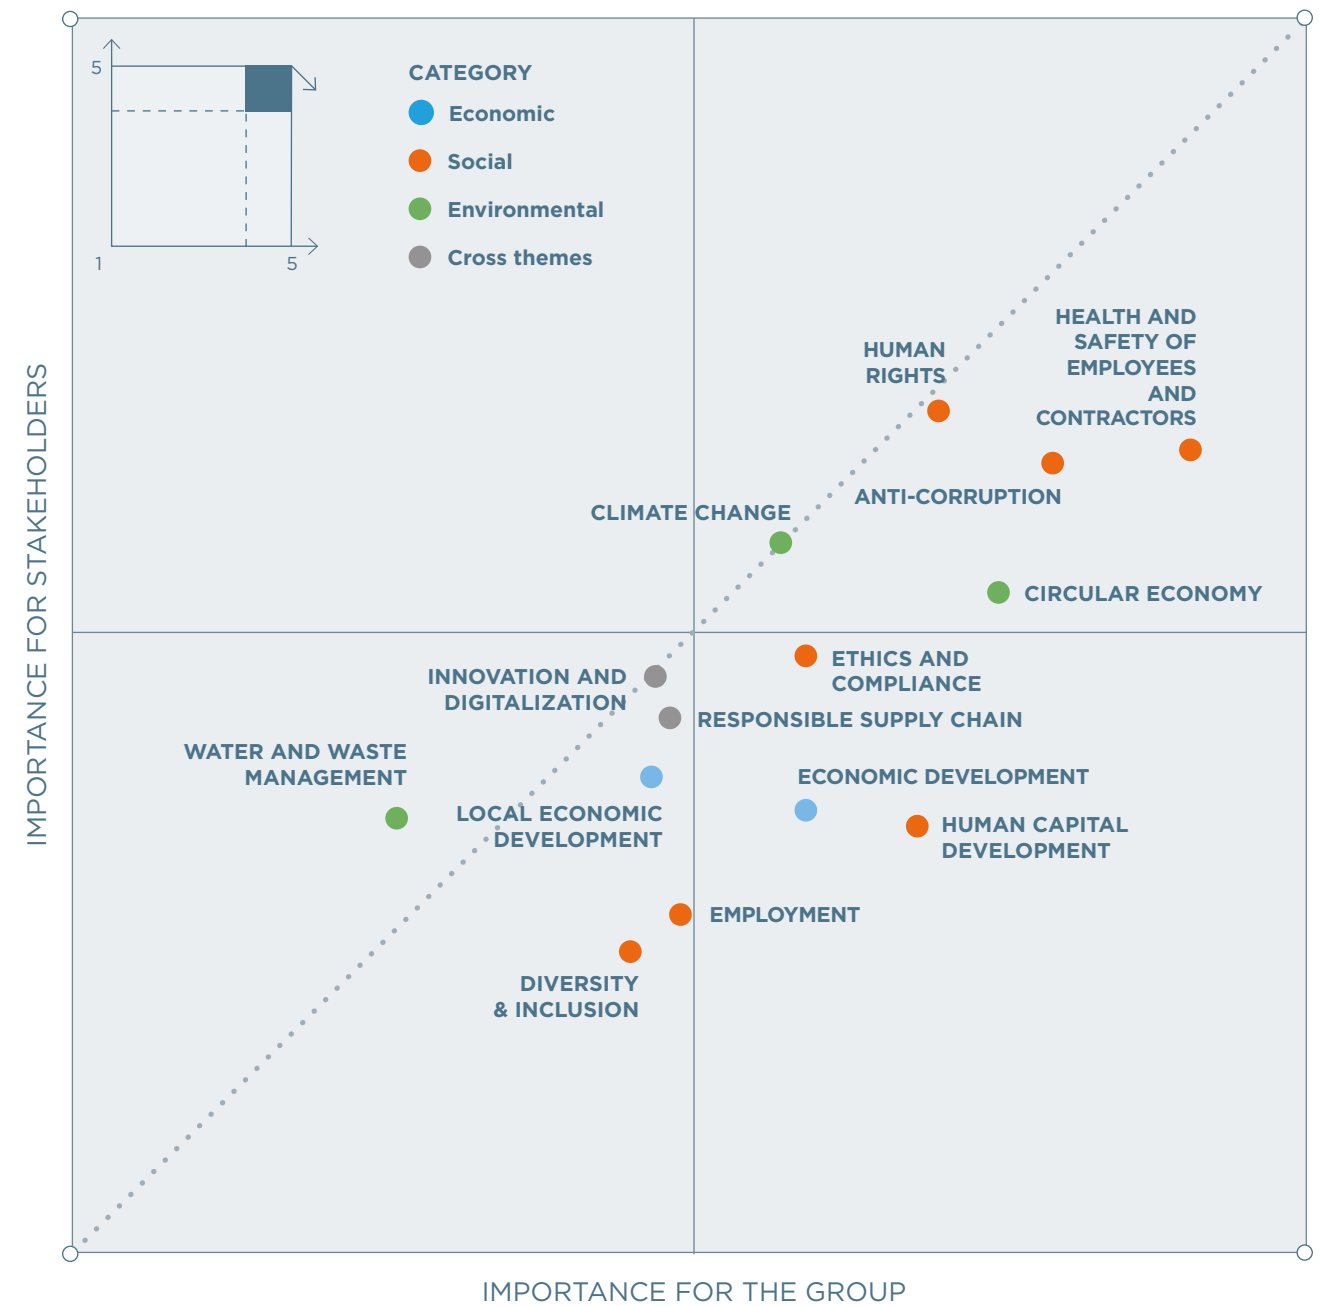 5
1
5
CATEGORY
Economic
Social
Environmental
Cross themes
IMPORTANCE FOR STAKEHOLDERS
HUMAN
RIGHTS
HEALTH AND
SAFETY OF
EMPLOYEES
AND
CONTRACTORS
ANTI-CORRUPTION
CLIMATE CHANGE
CIRCULAR ECONOMY
INNOVATION AND
DIGITALIZATION
ETHICS AND
COMPLIANCE
RESPONSIBLE SUPPLY CHAIN
WATER AND WASTE
MANAGEMENT
ECONOMIC DEVELOPMENT
LOCAL ECONOMIC
DEVELOPMENT
HUMAN CAPITAL
DEVELOPMENT
EMPLOYMENT
DIVERSITY
& INCLUSION
IMPORTANCE FOR THE GROUP